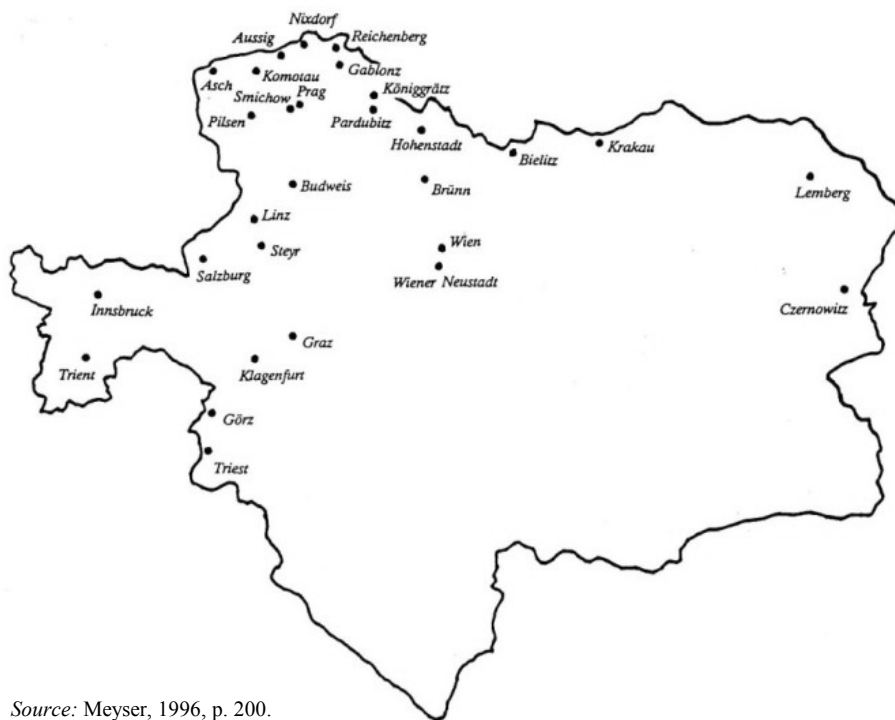 Nixdorf
Aussig
Reichenberg
Asch
Komotau
Gablonz
Smichow
Prag
Königgrätz
Pilsen
Pardubitz
Hohenstadt
Bielitz
Krakau
Budweis
Brünn
Lemberg
Linz
Steyr
Wien
Salzburg
Wiener Neustadt
Innsbruck
Czernowitz
Graz
Trient
Klagenfurt
Görz
Triest
Source: Meyser, 1996, p. 200.